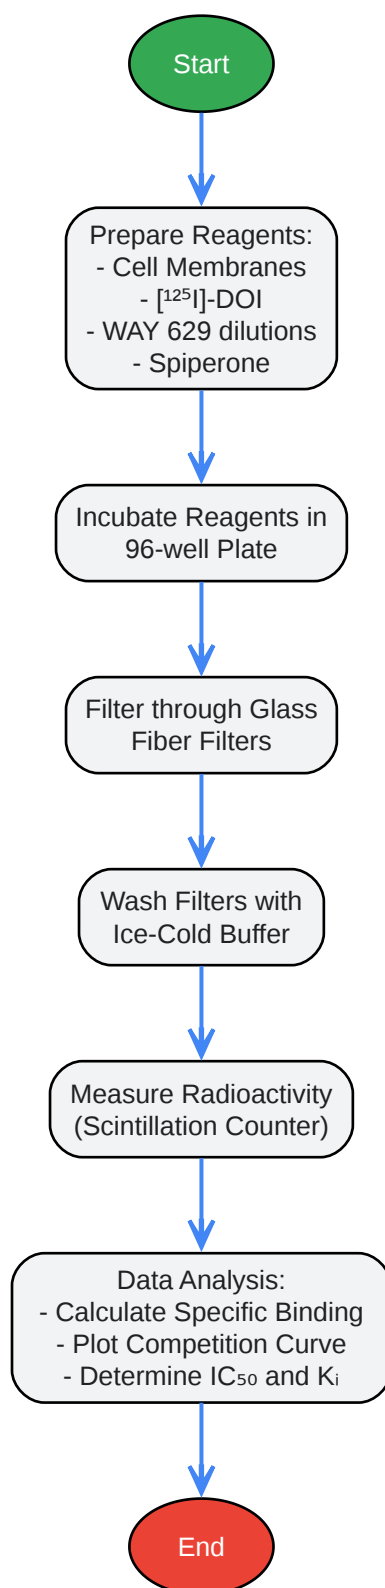 Start
Prepare Reagents:
- Cell Membranes
- [¹²⁵I]-DOI
- WAY 629 dilutions
- Spiperone
Incubate Reagents in
96-well Plate
Filter through Glass
Fiber Filters
Wash Filters with
Ice-Cold Buffer
Measure Radioactivity
(Scintillation Counter)
Data Analysis:
- Calculate Specific Binding
- Plot Competition Curve
- Determine IC₅₀ and Kᵢ
End